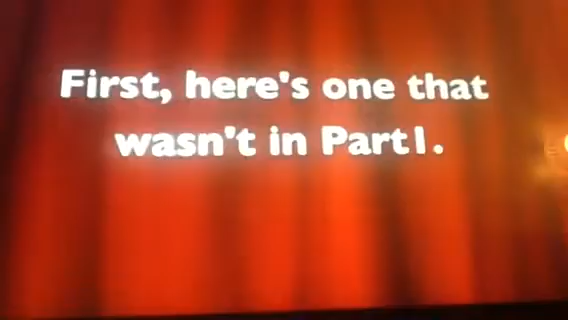 First, here's one that
wasn't in Part1.